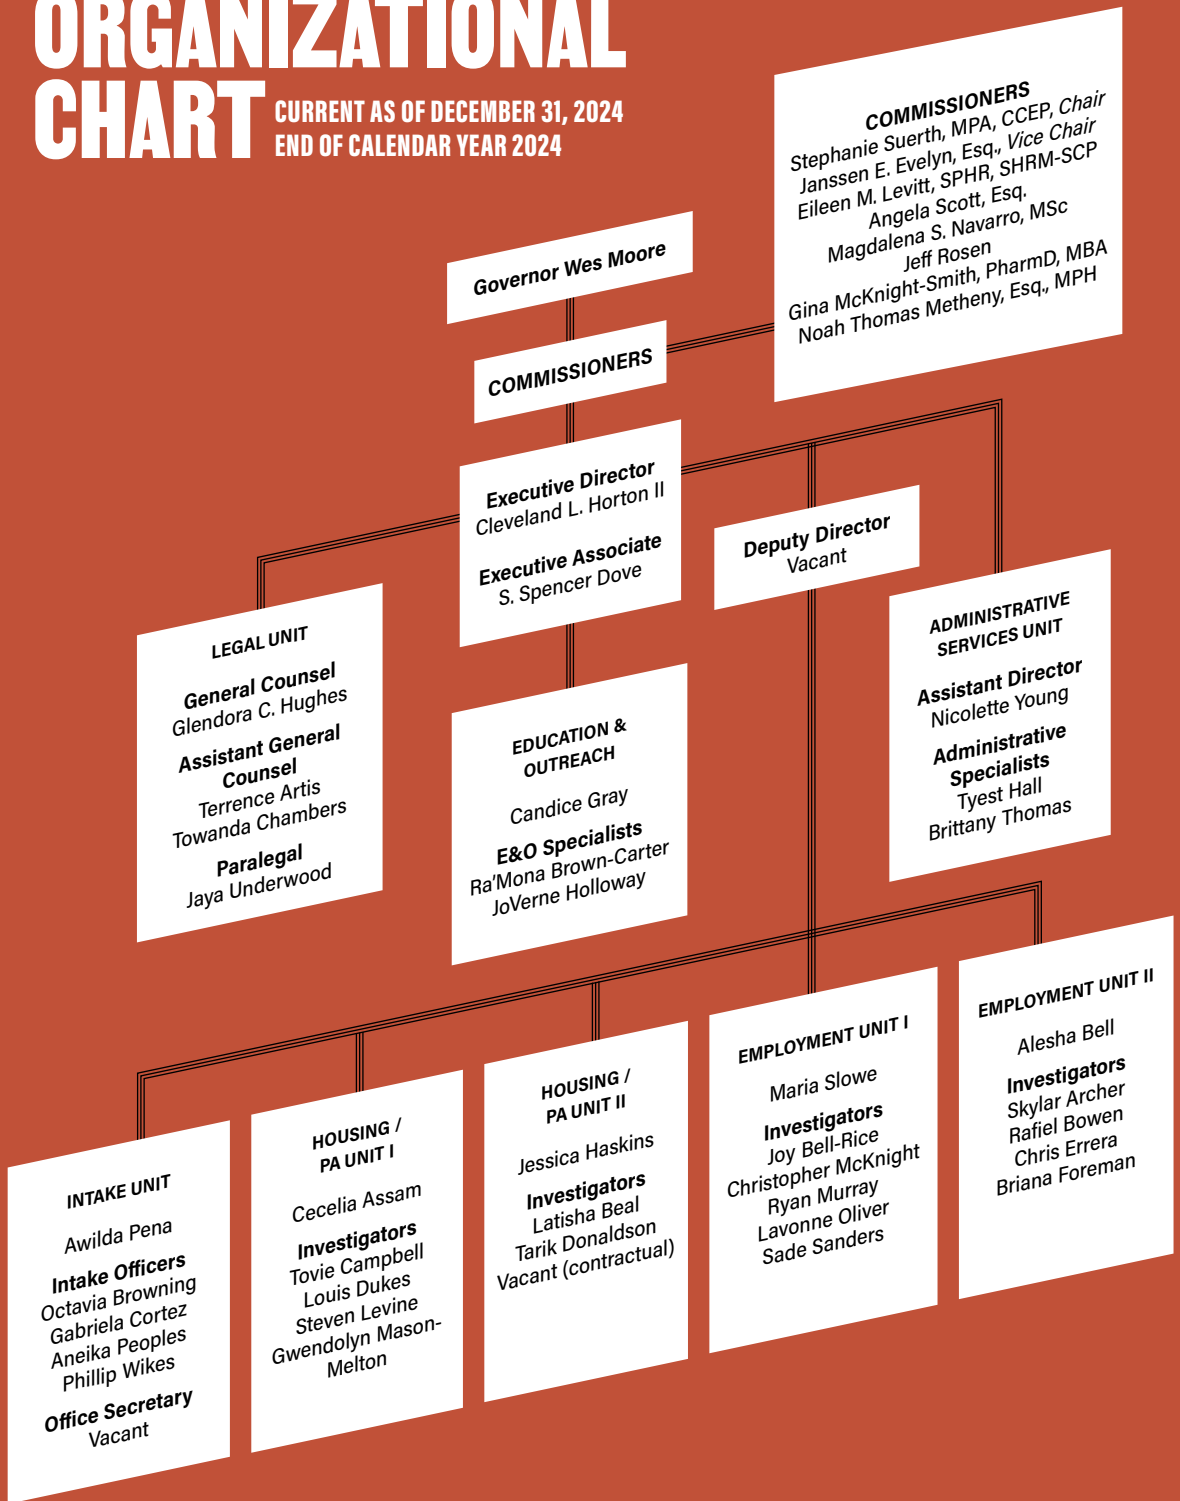 ORGANIZATIONAL
CHART
CURRENT AS OF DECEMBER 31, 2024
END OF CALENDAR YEAR 2024
COMMISSIONERS
Stephanie Suerth, MPA, CCEP, Chair
Janssen E. Evelyn, Esq., Vice Chair
Eileen M. Levitt, SPHR, SHRM-SCP
Angela Scott, Esq.
Magdalena S. Navarro, MSc
Jeff Rosen
Gina McKnight-Smith, PharmD, MBA
Noah Thomas Metheny, Esq., MPH
Governor Wes Moore
COMMISSIONERS
Executive Director
Cleveland L. Horton II
Executive Associate
S. Spencer Dove
Deputy Director
Vacant
LEGAL UNIT
General Counsel
Glendora C. Hughes
Assistant General
Counsel
Terrence Artis
Towanda Chambers
Paralegal
Jaya Underwood
EDUCATION &
OUTREACH
Candice Gray
E&O Specialists
Ra'Mona Brown-Carter
JoVerne Holloway
ADMINISTRATIVE
SERVICES UNIT
Assistant Director
Nicolette Young
Administrative
Specialists
Tyest Hall
Brittany Thomas
INTAKE UNIT
Awilda Pena
Intake Officers
Octavia Browning
Gabriela Cortez
Aneika Peoples
Phillip Wikes
Office Secretary
Vacant
HOUSING /
PA UNIT I
Cecelia Assam
Investigators
Tovie Campbell
Louis Dukes
Steven Levine
Gwendolyn Mason-
Melton
HOUSING /
PA UNIT II
Jessica Haskins
Investigators
Latisha Beal
Tarik Donaldson
Vacant (contractual)
EMPLOYMENT UNIT I
Maria Slowe
Investigators
Joy Bell-Rice
Christopher McKnight
Ryan Murray
Lavonne Oliver
Sade Sanders
EMPLOYMENT UNIT II
Alesha Bell
Investigators
Skylar Archer
Rafiel Bowen
Chris Errera
Briana Foreman